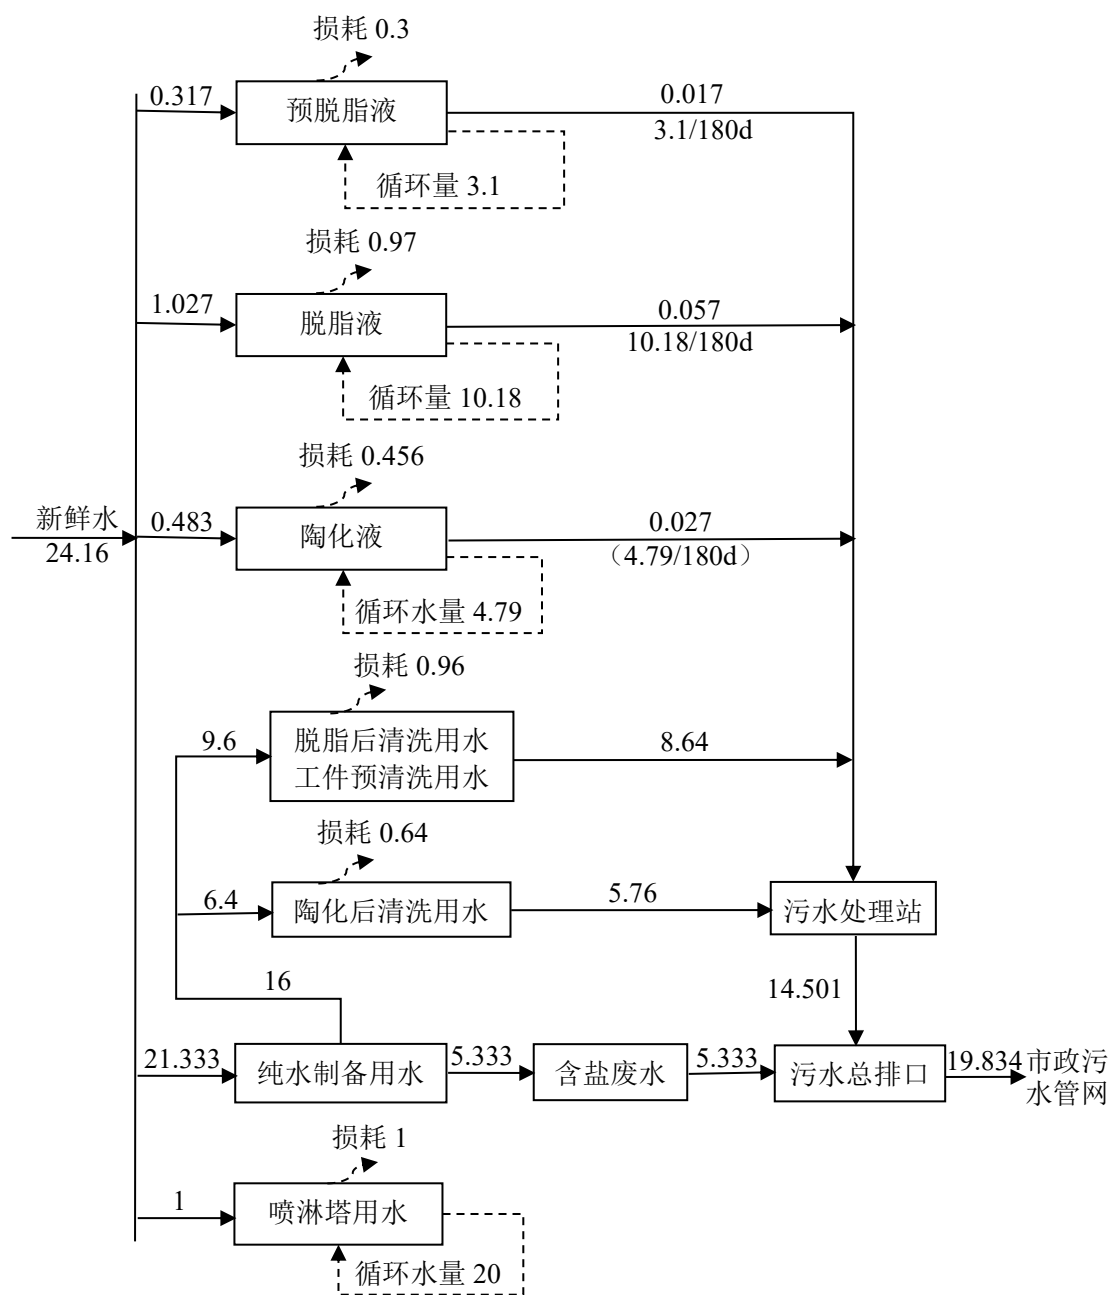 损耗 0.3
0.317
预脱脂液
0.017
3.1/180d
循环量 3.1
损耗 0.97
1.027
脱脂液
0.057
10.18/180d
循环量 10.18
损耗 0.456
新鲜水
24.16
0.483
陶化液
0.027
（4.79/180d）
循环水量 4.79
损耗 0.96
9.6
脱脂后清洗用水
工件预清洗用水
8.64
损耗 0.64
6.4
陶化后清洗用水
5.76
污水处理站
16
14.501
21.333
纯水制备用水
5.333
含盐废水
5.333
污水总排口
19.834
市政污
水管网
损耗 1
1
喷淋塔用水
循环水量 20